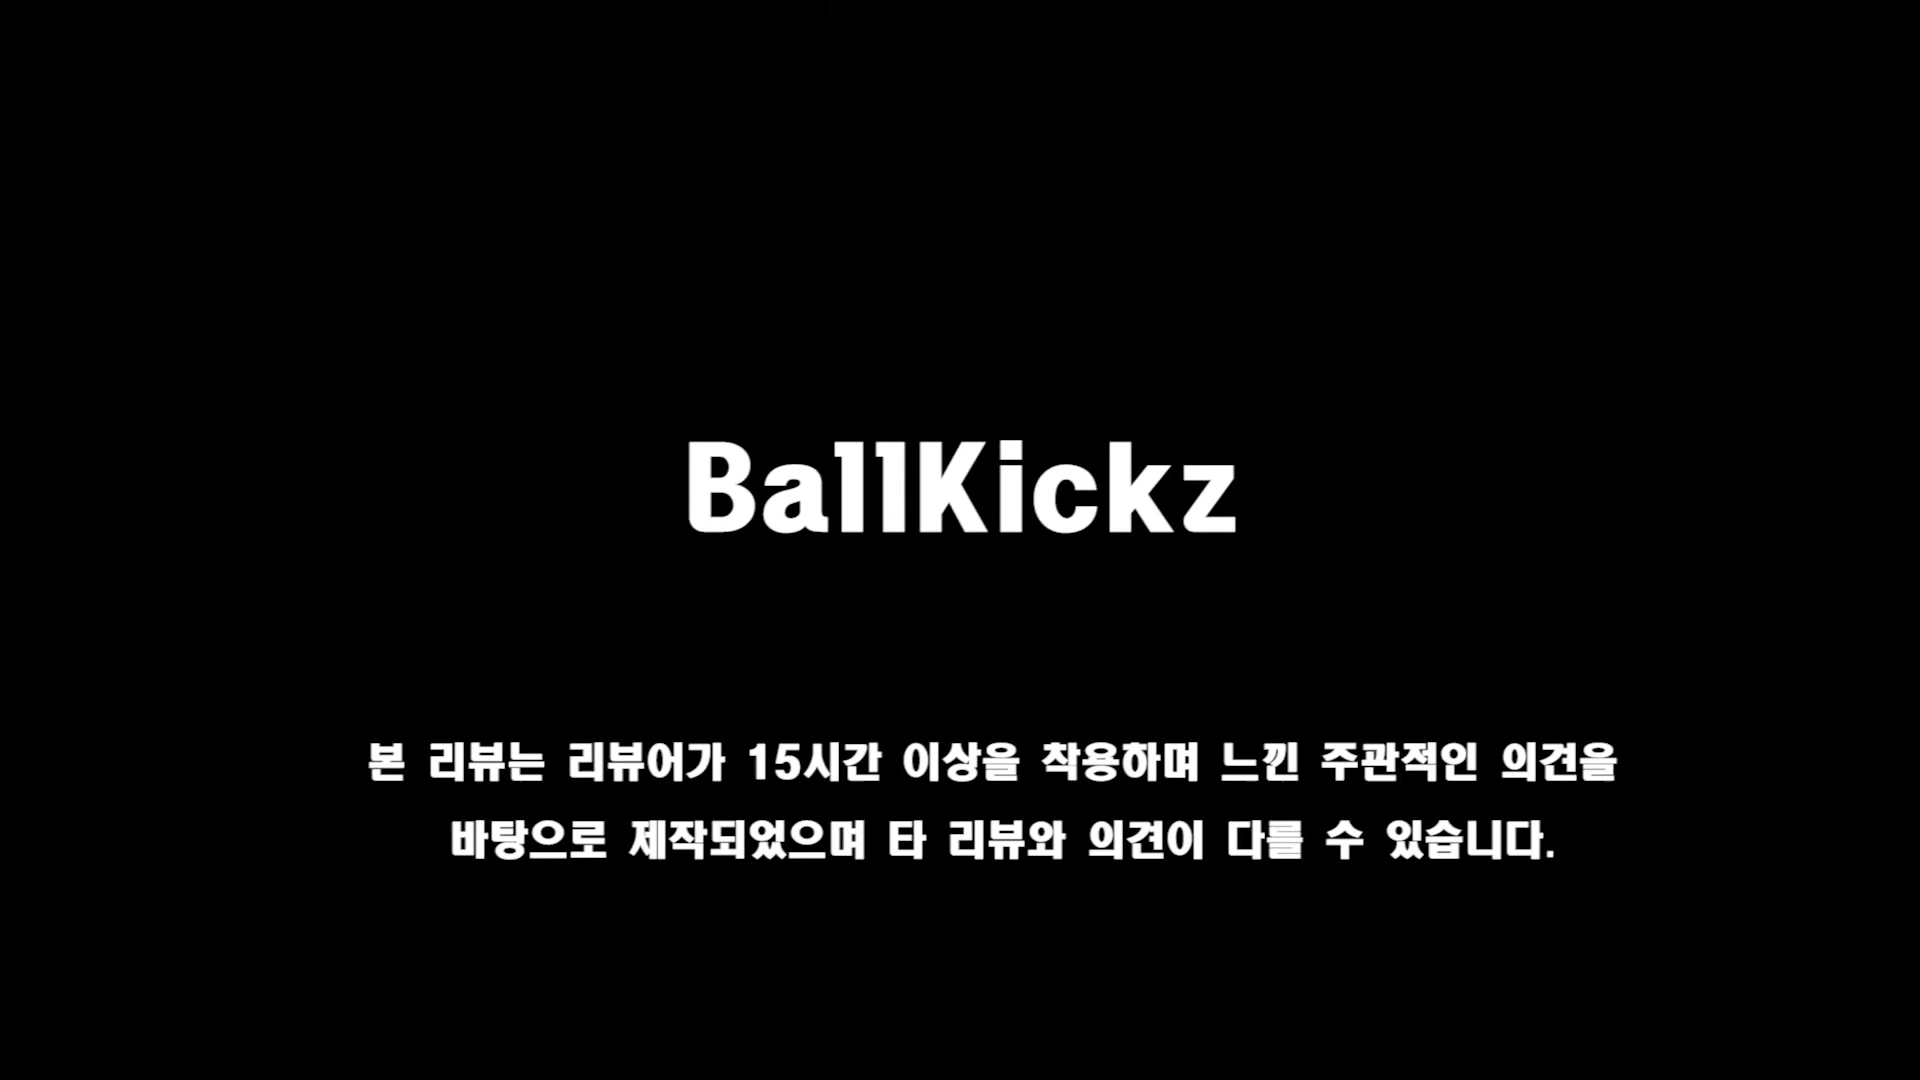 BallKickz
본 리뷰는 리뷰어가 15시간 이상을 착용하며 느낀 주관적인 의견을
바탕으로 제작되었으며 타 리뷰와 의견이 다를 수 있습니다.